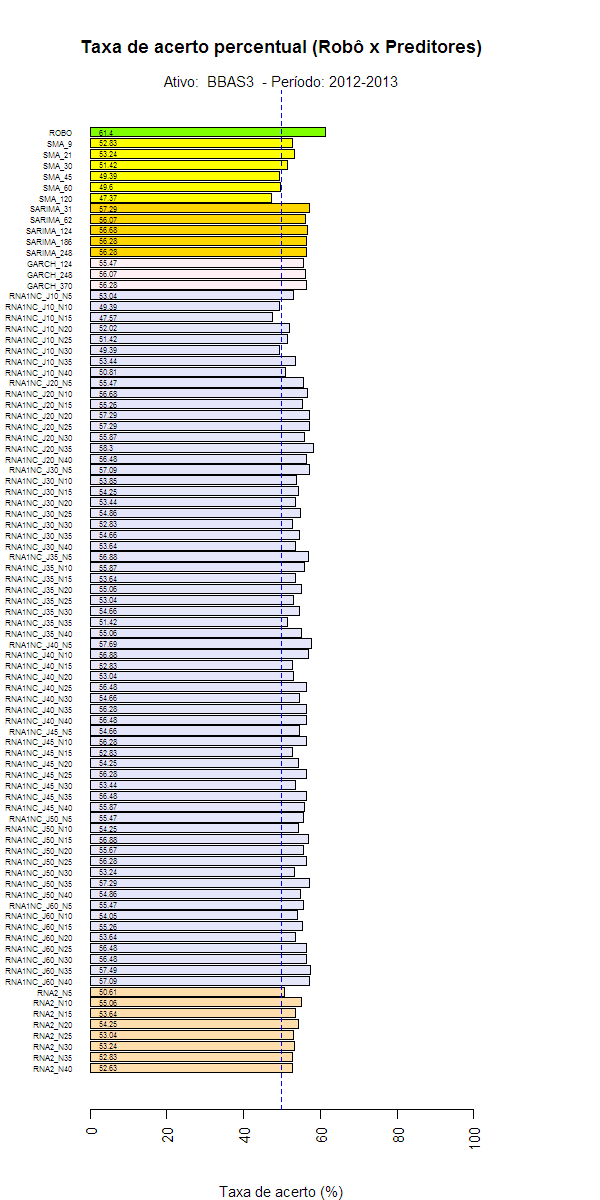 Taxa de acerto percentual (Robô x Preditores)
Ativo:  BBAS3  - Período: 2012-2013
ROBO 61.4
SMA_9 52.83
SMA_21 53.24
SMA_30 51.42
SMA_45 49.39
SMA_60 49.6
SMA_120 47.37
SARIMA_31 57.29
SARIMA_62 56.07
SARIMA_124 56.68
SARIMA_186 56.28
SARIMA_248 56.28
GARCH_124 55.47
GARCH_248 56.07
GARCH_370 56.28
RNA1NC_J10_N5 53.04
RNA1NC_J10_N10 49.39
RNA1NC_J10_N15 47.57
RNA1NC_J10_N20 52.02
RNA1NC_J10_N25 51.42
RNA1NC_J10_N30 49.39
RNA1NC_J10_N35 53.44
RNA1NC_J10_N40 50.81
RNA1NC_J20_N5 55.47
RNA1NC_J20_N10 56.68
RNA1NC_J20_N15 55.26
RNA1NC_J20_N20 57.29
RNA1NC_J20_N25 57.29
RNA1NC_J20_N30 55.87
RNA1NC_J20_N35 58.3
RNA1NC_J20_N40 56.48
RNA1NC_J30_N5 57.09
RNA1NC_J30_N10 53.85
RNA1NC_J30_N15 54.25
RNA1NC_J30_N20 53.44
RNA1NC_J30_N25 54.86
RNA1NC_J30_N30 52.83
RNA1NC_J30_N35 54.66
RNA1NC_J30_N40 53.64
RNA1NC_J35_N5 56.88
RNA1NC_J35_N10 55.87
RNA1NC_J35_N15 53.64
RNA1NC_J35_N20 55.06
RNA1NC_J35_N25 53.04
RNA1NC_J35_N30 54.66
RNA1NC_J35_N35 51.42
RNA1NC_J35_N40 55.06
RNA1NC_J40_N5 57.69
RNA1NC_J40_N10 56.88
RNA1NC_J40_N15 52.83
RNA1NC_J40_N20 53.04
RNA1NC_J40_N25 56.48
RNA1NC_J40_N30 54.66
RNA1NC_J40_N35 56.28
RNA1NC_J40_N40 56.48
RNA1NC_J45_N5 54.66
RNA1NC_J45_N10 56.28
RNA1NC_J45_N15 52.83
RNA1NC_J45_N20 54.25
RNA1NC_J45_N25 56.28
RNA1NC_J45_N30 53.44
RNA1NC_J45_N35 56.48
RNA1NC_J45_N40 55.87
RNA1NC_J50_N5 55.47
RNA1NC_J50_N10 54.25
RNA1NC_J50_N15 56.88
RNA1NC_J50_N20 55.67
RNA1NC_J50_N25 56.28
RNA1NC_J50_N30 53.24
RNA1NC_J50_N35 57.29
RNA1NC_J50_N40 54.86
RNA1NC_J60_N5 55.47
RNA1NC_J60_N10 54.05
RNA1NC_J60_N15 55.26
RNA1NC_J60_N20 53.64
RNA1NC_J60_N25 56.48
RNA1NC_J60_N30 56.48
RNA1NC_J60_N35 57.49
RNA1NC_J60_N40 57.09
RNA2_N5 50.61
RNA2_N10 55.06
RNA2_N15 53.64
RNA2_N20 54.25
RNA2_N25 53.04
RNA2_N30 53.24
RNA2_N35 52.83
RNA2_N40 52.63
0 20 40 60 80 100
Taxa de acerto (%)